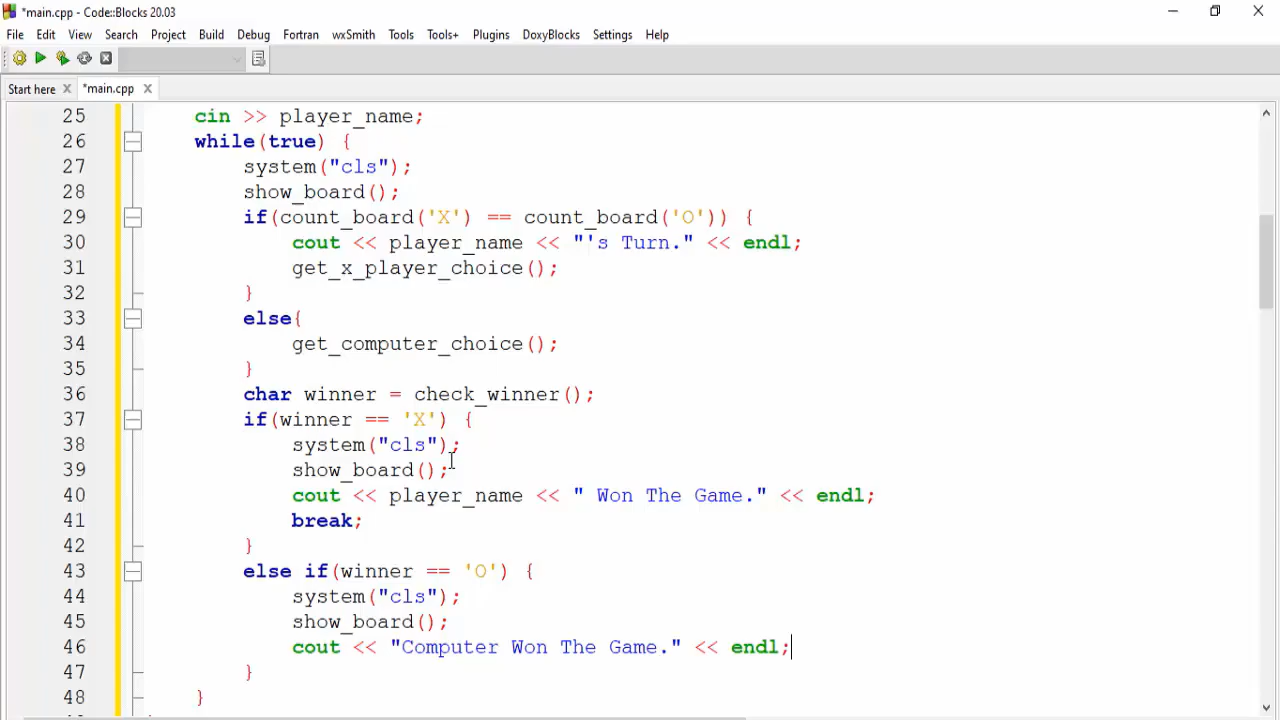 *main.cpp - Code::Blocks 20.03
File Edit View Search Project Build Debug Fortran wxSmith Tools Tools+ Plugins DoxyBlocks Settings Help
Start here *main.cpp
25 cin >> player_name;
26 while(true) {
27 system("cls");
28 show_board();
29 if(count_board('X') == count_board('O')) {
30 cout << player_name << "'s Turn." << endl;
31 get_x_player_choice();
32 }
33 else{
34 get_computer_choice();
35 }
36 char winner = check_winner();
37 if(winner == 'X') {
38 system("cls");
39 show_board();
40 cout << player_name << " Won The Game." << endl;
41 break;
42 }
43 else if(winner == 'O') {
44 system("cls");
45 show_board();
46 cout << "Computer Won The Game." << endl;
47 }
48 }